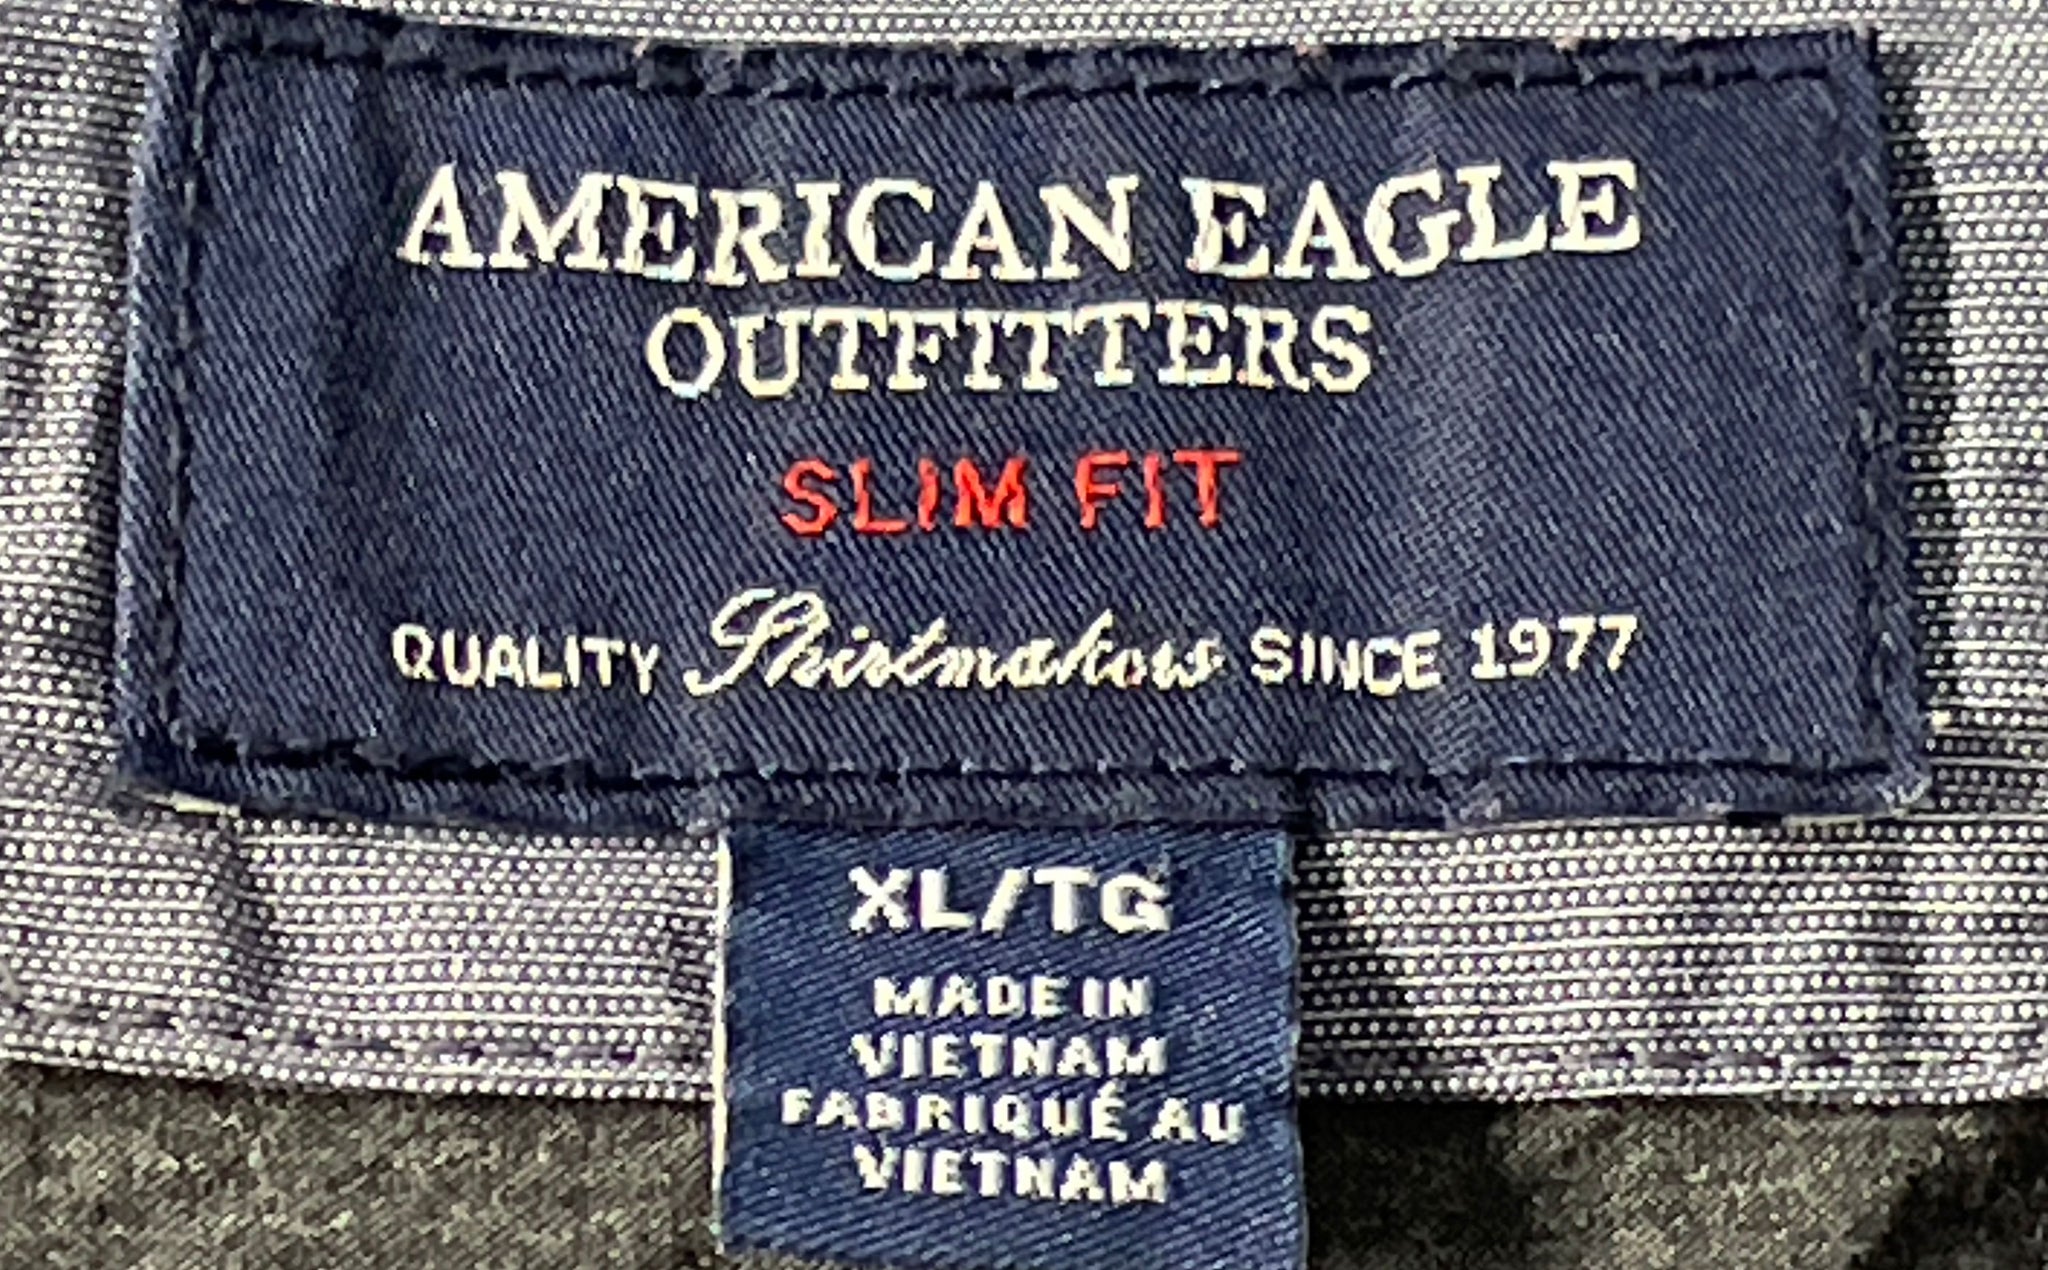 AMERICAN EAGLE
OUTFITTERS
SLIM FIT
QUALITY Shirtmakers SINCE 1977
XL/TG
MADE IN
VIETNAM
FABRIQUÉ AU
VIETNAM